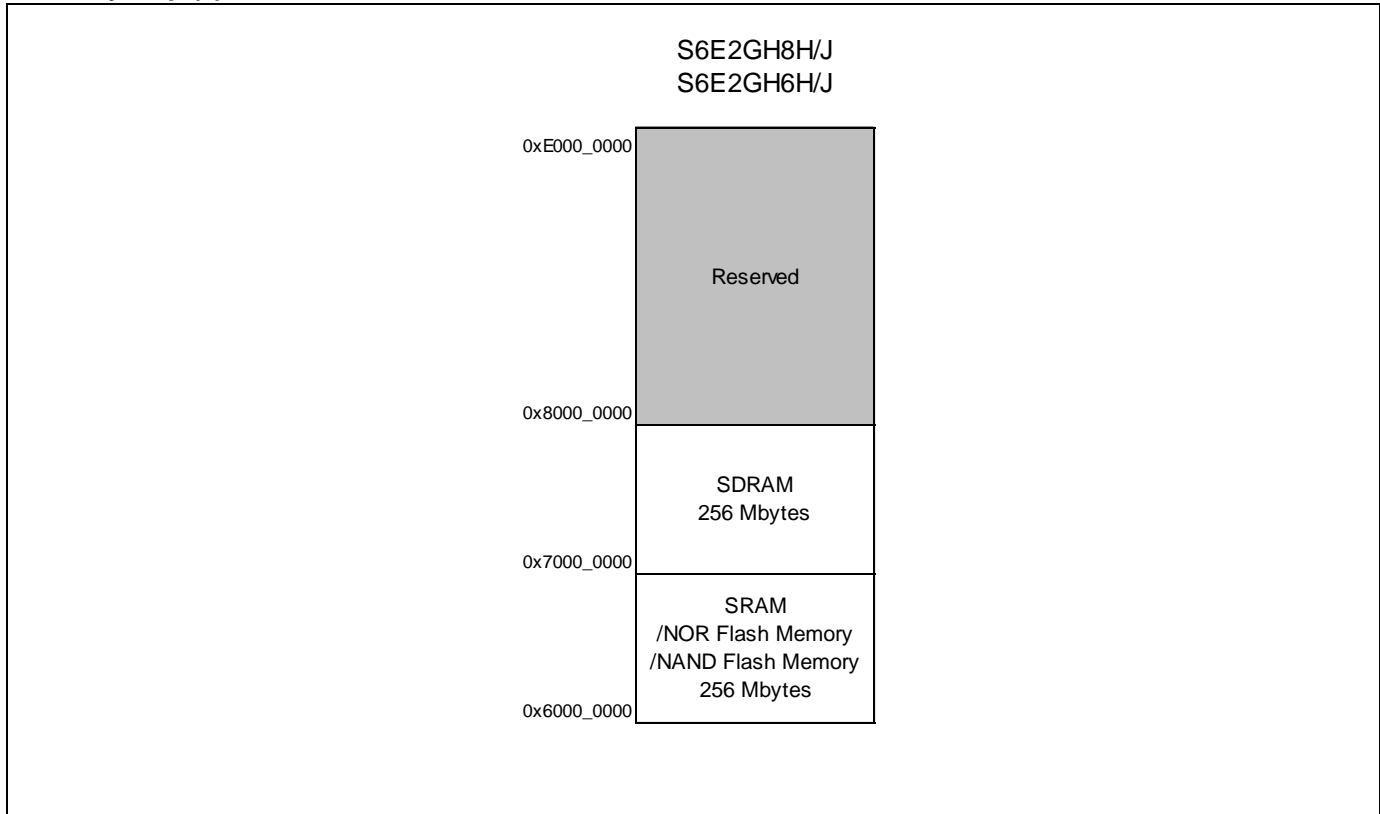 S6E2GH8H/J
S6E2GH6H/J
0xE000_0000
Reserved
0x8000_0000
SDRAM
256 Mbytes
0x7000_0000
SRAM
/NOR Flash Memory
/NAND Flash Memory
256 Mbytes
0x6000_0000